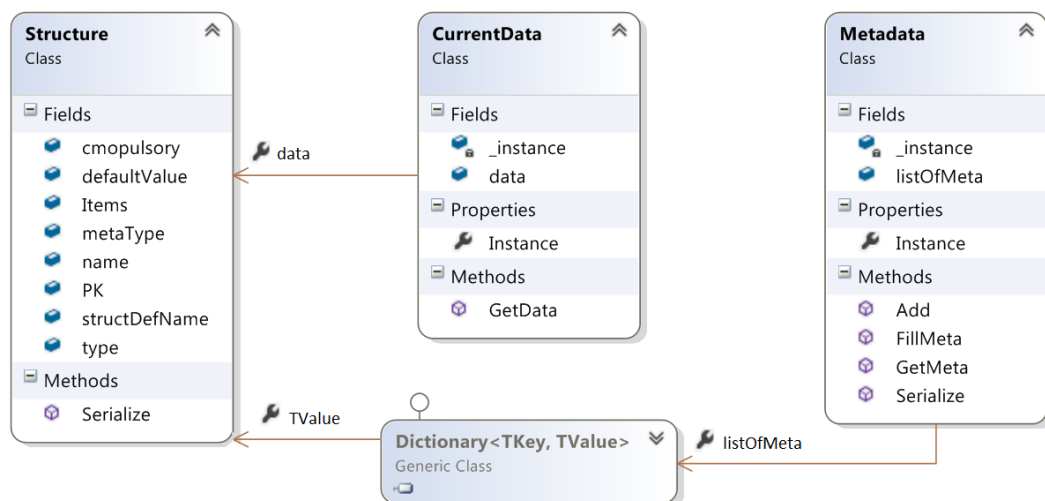 Structure
Class
Fields
cmopulsory
defaultValue
Items
metaType
name
PK
structDefName
type
Methods
Serialize
data
CurrentData
Class
Fields
_instance
data
Properties
Instance
Methods
GetData
Metadata
Class
Fields
_instance
listOfMeta
Properties
Instance
Methods
Add
FillMeta
GetMeta
Serialize
TValue
Dictionary<TKey, TValue>
Generic Class
listOfMeta